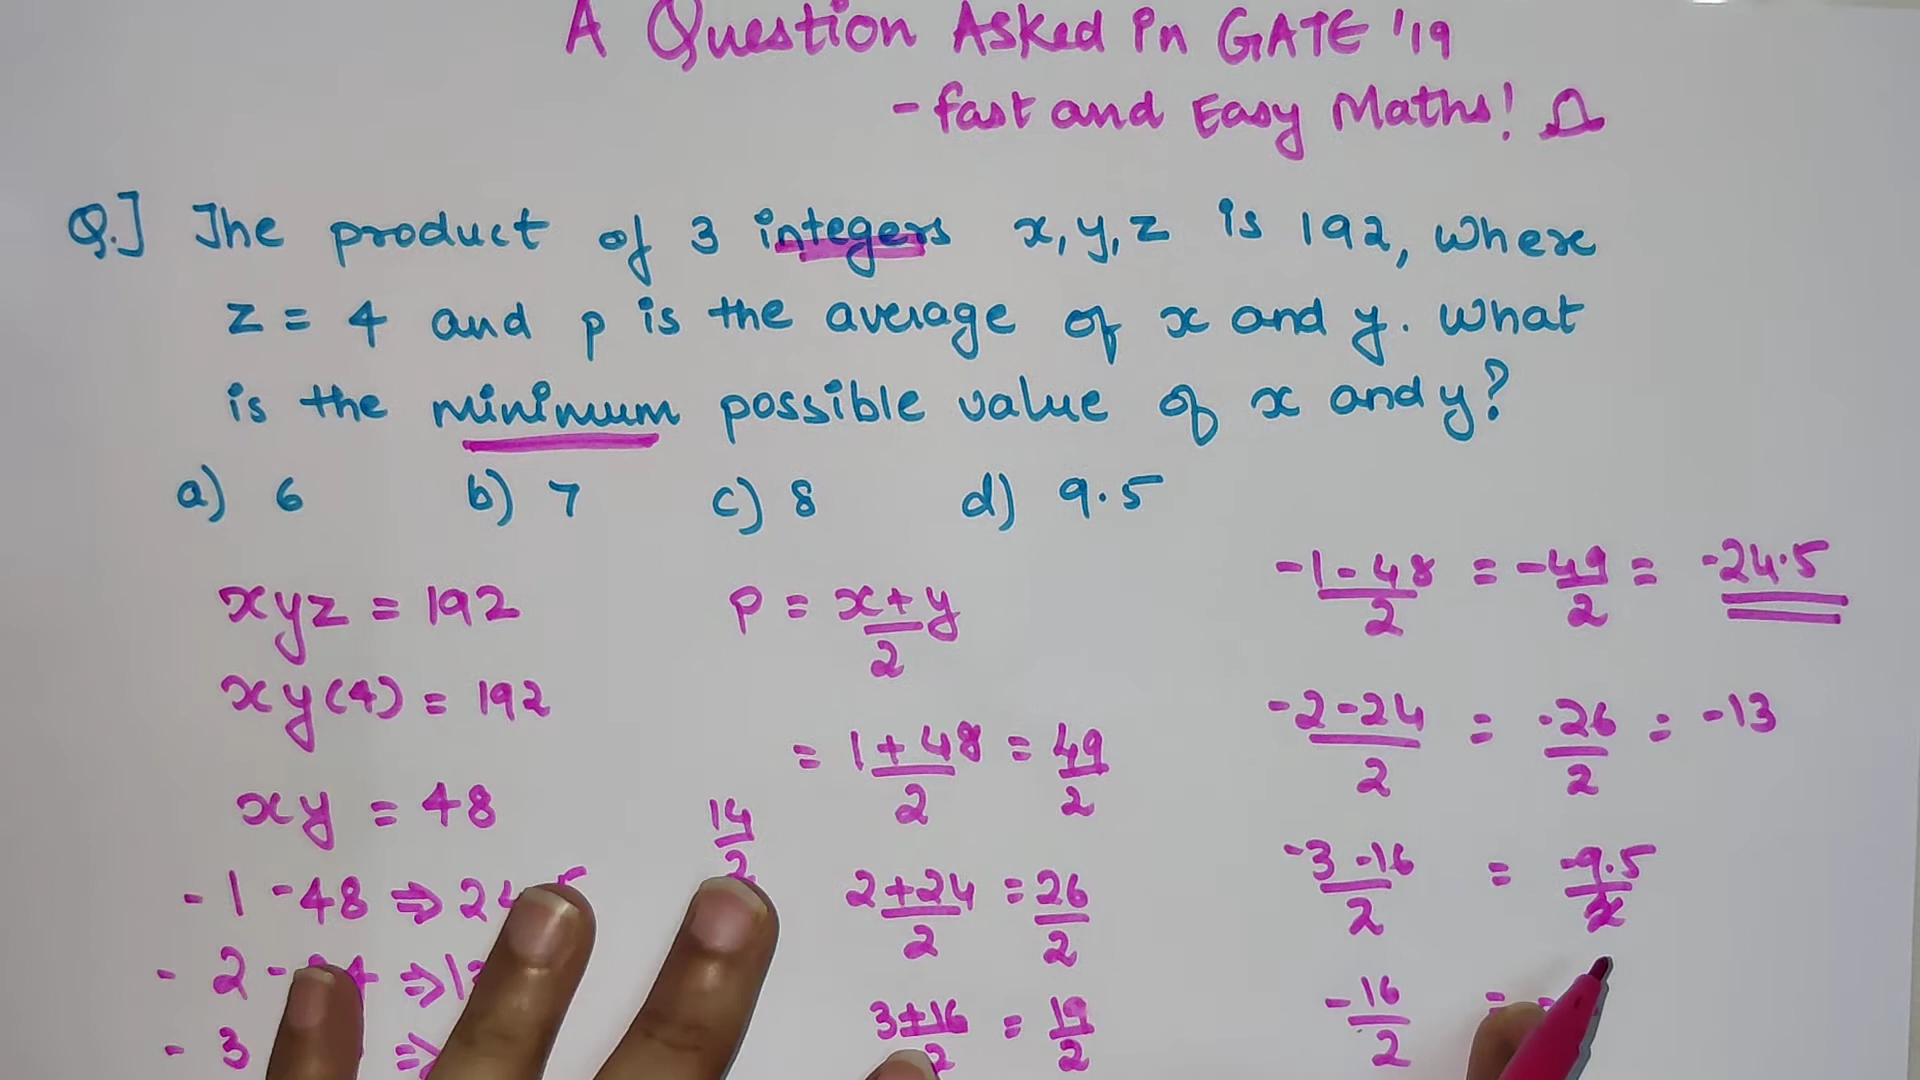 A Question Asked in GATE '19
- fast and Easy Maths!
Q.] The product of 3 integers x, y, z is 192, where
z = 4 and p is the average of x and y. What
is the minimum possible value of x and y?
a) 6 b) 7 c) 8 d) 9.5
xyz = 192
xy(4) = 192
xy = 48
- 1 - 48 ⇒
- 2 - ⇒
- 3 ⇒
14/2
p = x+y/2
= 1+48/2 = 49/2
2+24/2 = 26/2
3+16/2 = 19/2
-1-48/2 = -49/2 = -24.5
-2-24/2 = -26/2 = -13
-3-16/2 = -9.5
-16/2 =